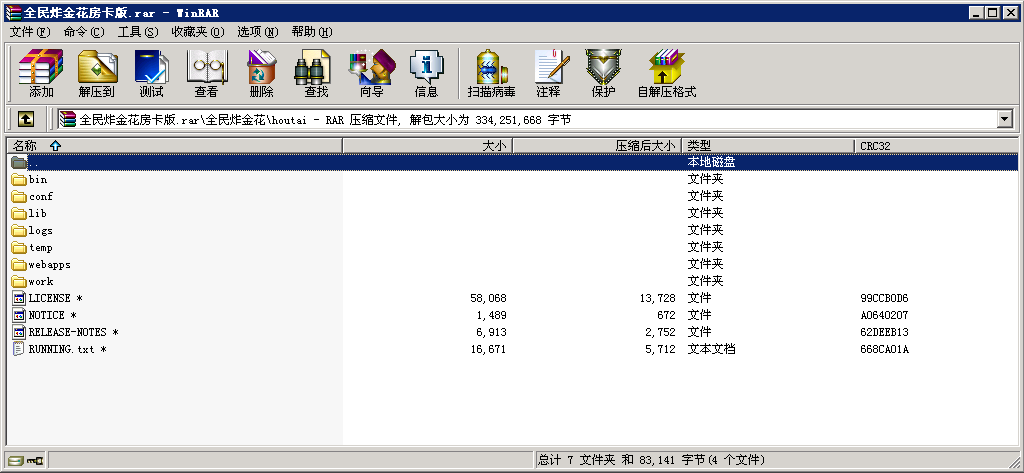 全民炸金花房卡版.rar - WinRAR
文件(F) 命令(C) 工具(S) 收藏夹(O) 选项(N) 帮助(H)
添加 解压到 测试 查看 删除 查找 向导 信息 扫描病毒 注释 保护 自解压格式
全民炸金花房卡版.rar\全民炸金花\houtai - RAR 压缩文件, 解包大小为 334,251,668 字节
名称 大小 压缩后大小 类型 CRC32
.. 本地磁盘
bin 文件夹
conf 文件夹
lib 文件夹
logs 文件夹
temp 文件夹
webapps 文件夹
work 文件夹
LICENSE * 58,068 13,728 文件 99CCB0D6
NOTICE * 1,489 672 文件 A0640207
RELEASE-NOTES * 6,913 2,752 文件 62DEEB13
RUNNING.txt * 16,671 5,712 文本文档 668CA01A
总计 7 文件夹 和 83,141 字节(4 个文件)